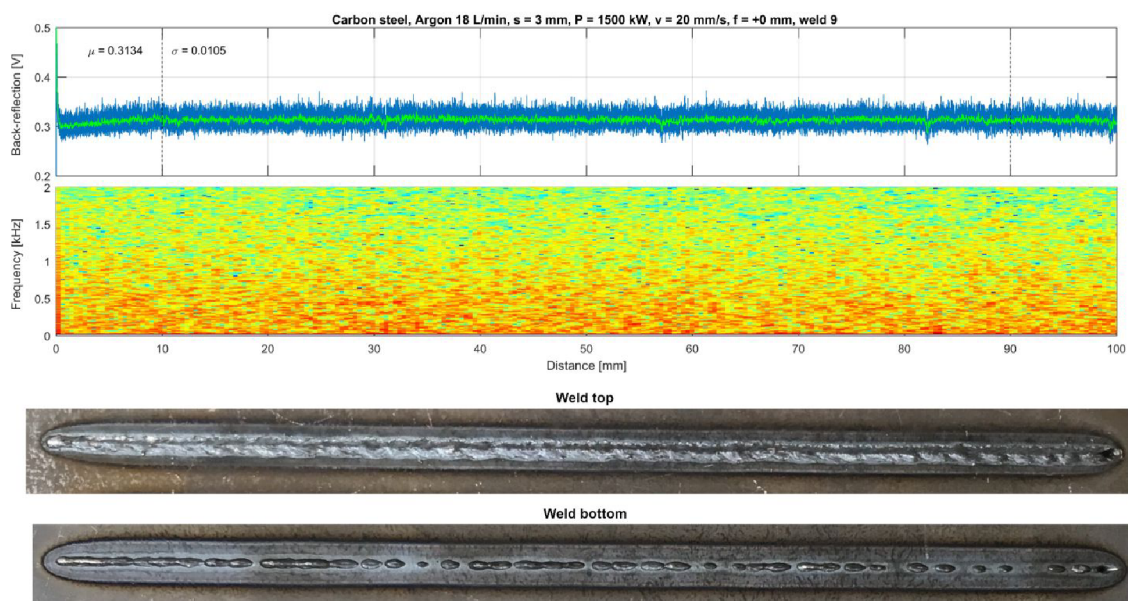 Carbon steel, Argon 18 L/min, s = 3 mm, P = 1500 kW, v = 20 mm/s, f = +0 mm, weld 9
0.5
μ = 0.3134 σ = 0.0105
0.4
0.3
0.2
Back-reflection [V]
2
1.5
1
0.5
0
Frequency [kHz]
0 10 20 30 40 50 60 70 80 90 100
Distance [mm]
Weld top
Weld bottom